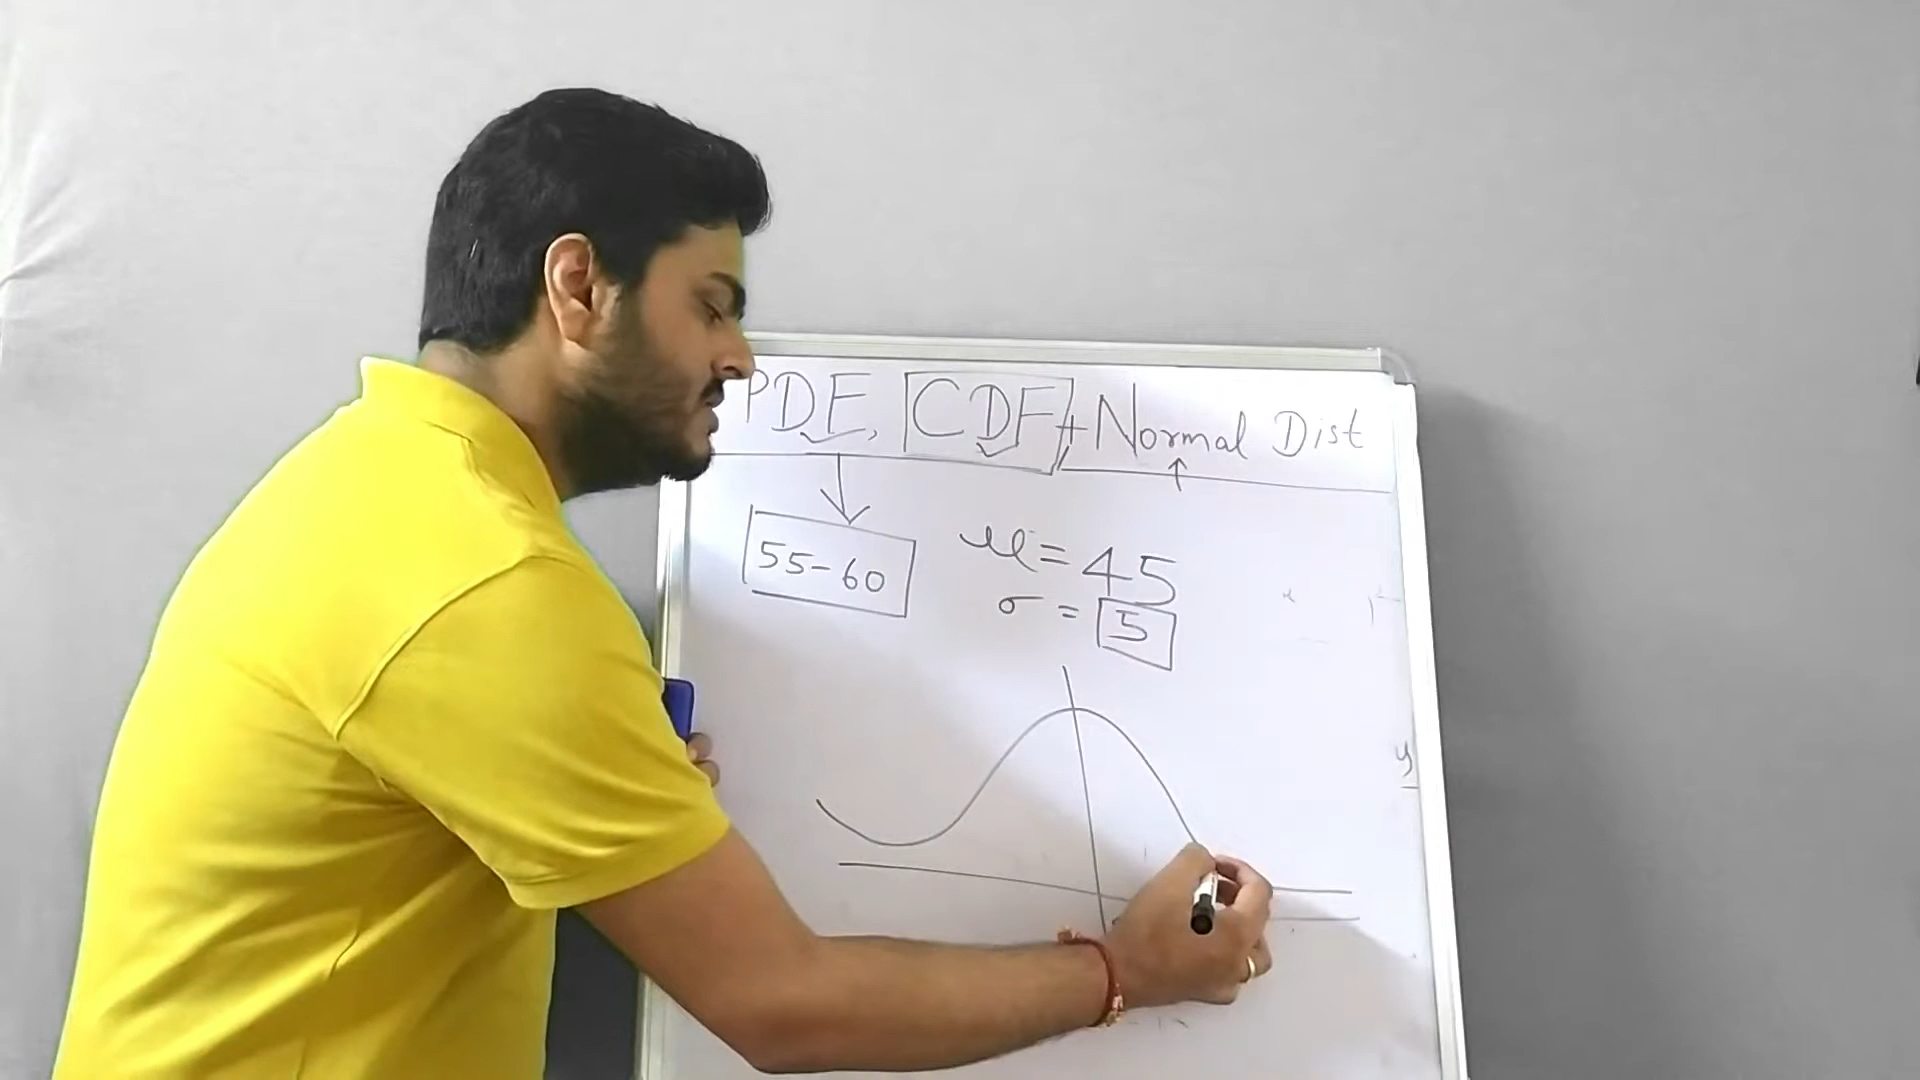 PDF, CDF + Normal Dist
55-60
μ = 45
σ = 5
y